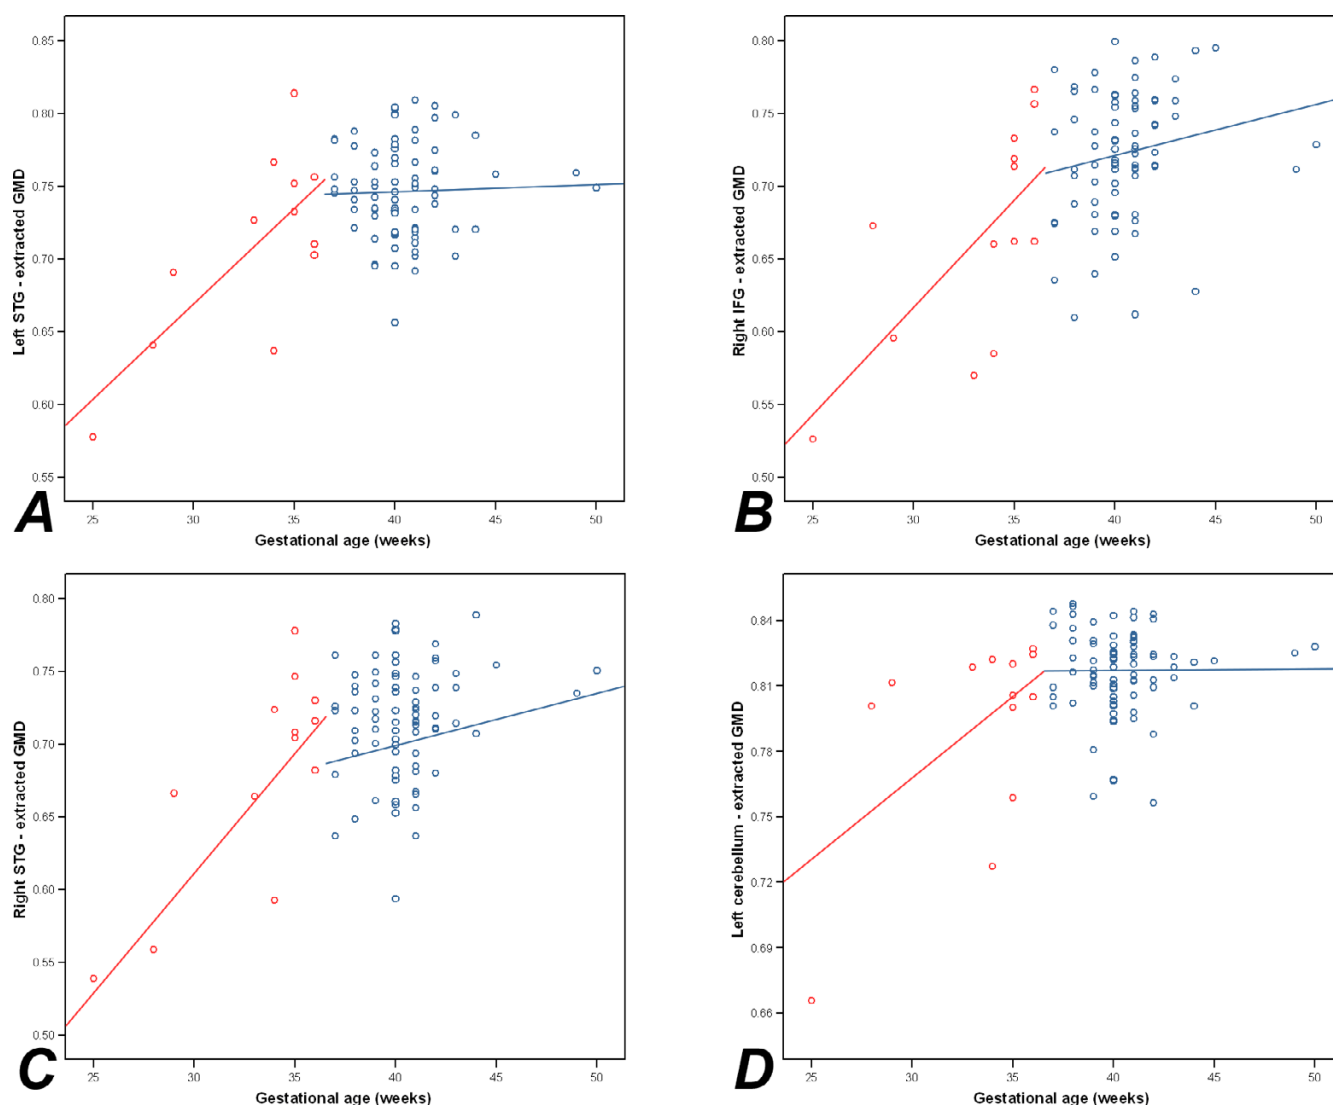 0.85
0.80
0.75
0.70
0.65
0.60
0.55
Left STG - extracted GMD
25 30 35 40 45 50
Gestational age (weeks)
A
0.80
0.75
0.70
0.65
0.60
0.55
0.50
Right IFG - extracted GMD
25 30 35 40 45 50
Gestational age (weeks)
B
0.80
0.75
0.70
0.65
0.60
0.55
0.50
Right STG - extracted GMD
25 30 35 40 45 50
Gestational age (weeks)
C
0.84
0.81
0.78
0.75
0.72
0.69
0.66
Left cerebellum - extracted GMD
25 30 35 40 45 50
Gestational age (weeks)
D